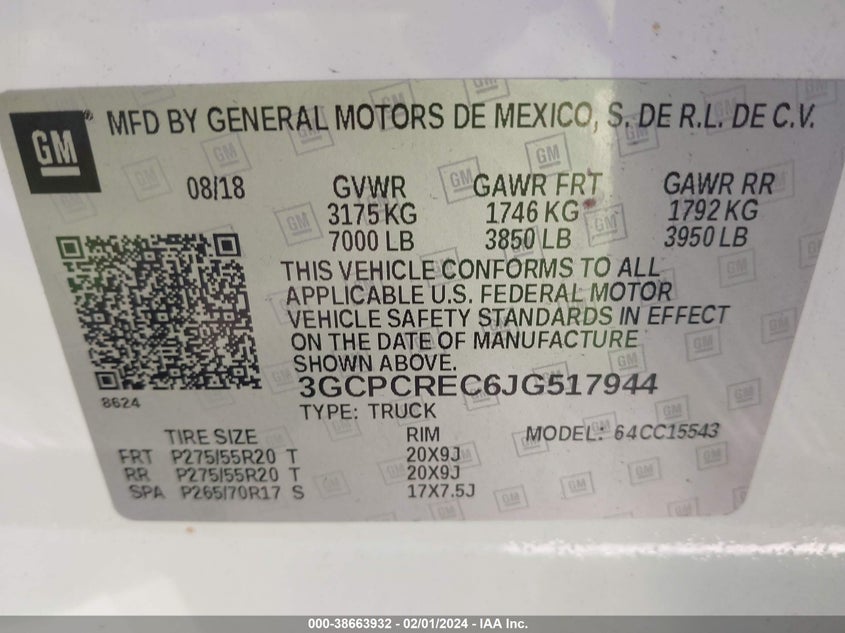 GM ® MFD BY GENERAL MOTORS DE MEXICO, S. DE R.L. DE C.V.
08/18 GVWR GAWR FRT GAWR RR
3175 KG 1746 KG 1792 KG
7000 LB 3850 LB 3950 LB
THIS VEHICLE CONFORMS TO ALL
APPLICABLE U.S. FEDERAL MOTOR
VEHICLE SAFETY STANDARDS IN EFFECT
ON THE DATE OF MANUFACTURE
SHOWN ABOVE.
3GCPCREC6JG517944
8624
TYPE: TRUCK
TIRE SIZE RIM MODEL: 64CC15543
FRT P275/55R20 T 20X9J
RR P275/55R20 T 20X9J
SPA P265/70R17 S 17X7.5J
000-38663932 - 02/01/2024 - IAA Inc.